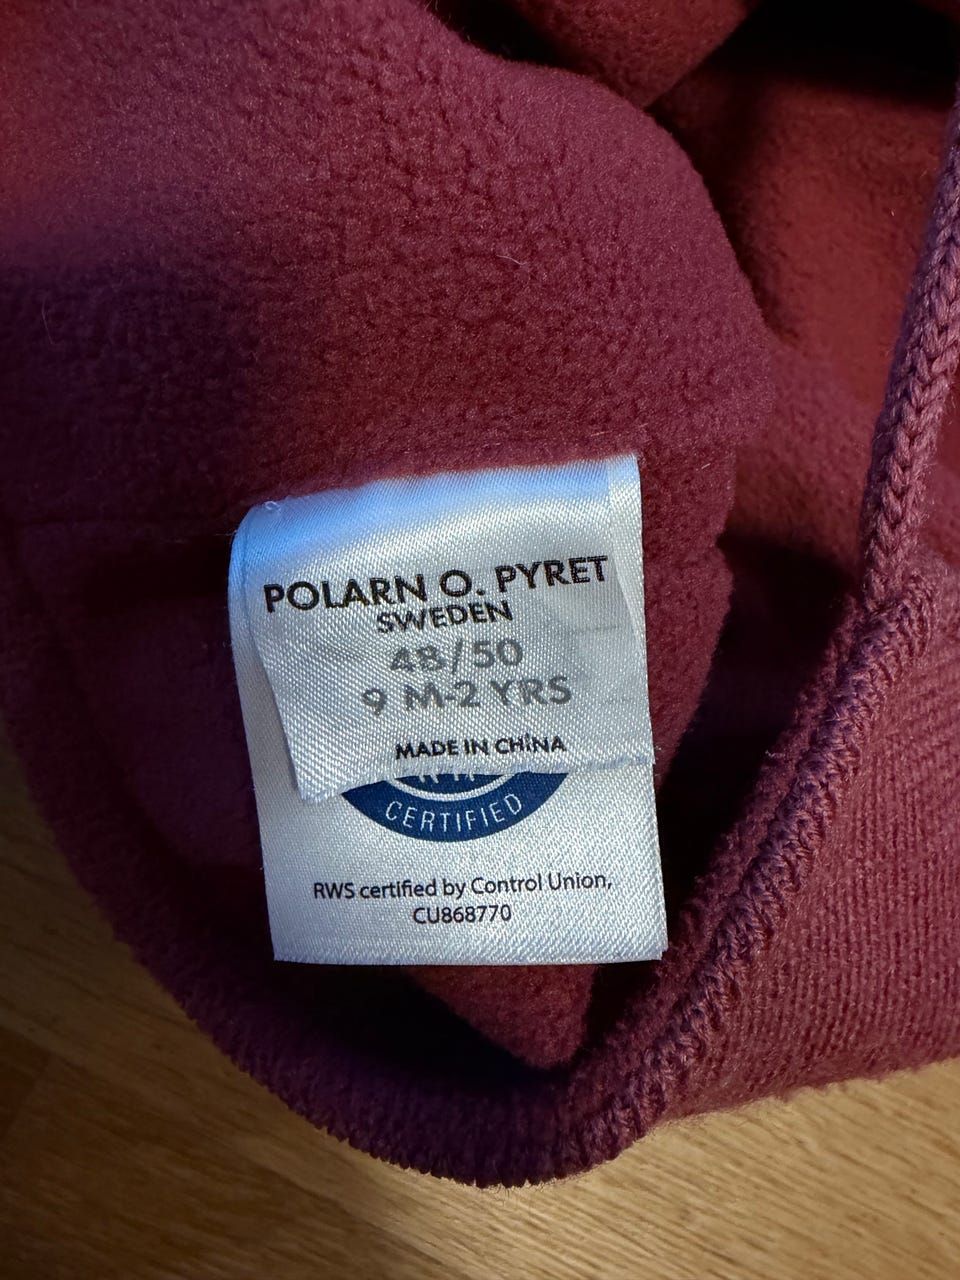 POLARN O. PYRET
SWEDEN
48/50
9 M-2 YRS
MADE IN CHINA
CERTIFIED
RWS certified by Control Union,
CU868770